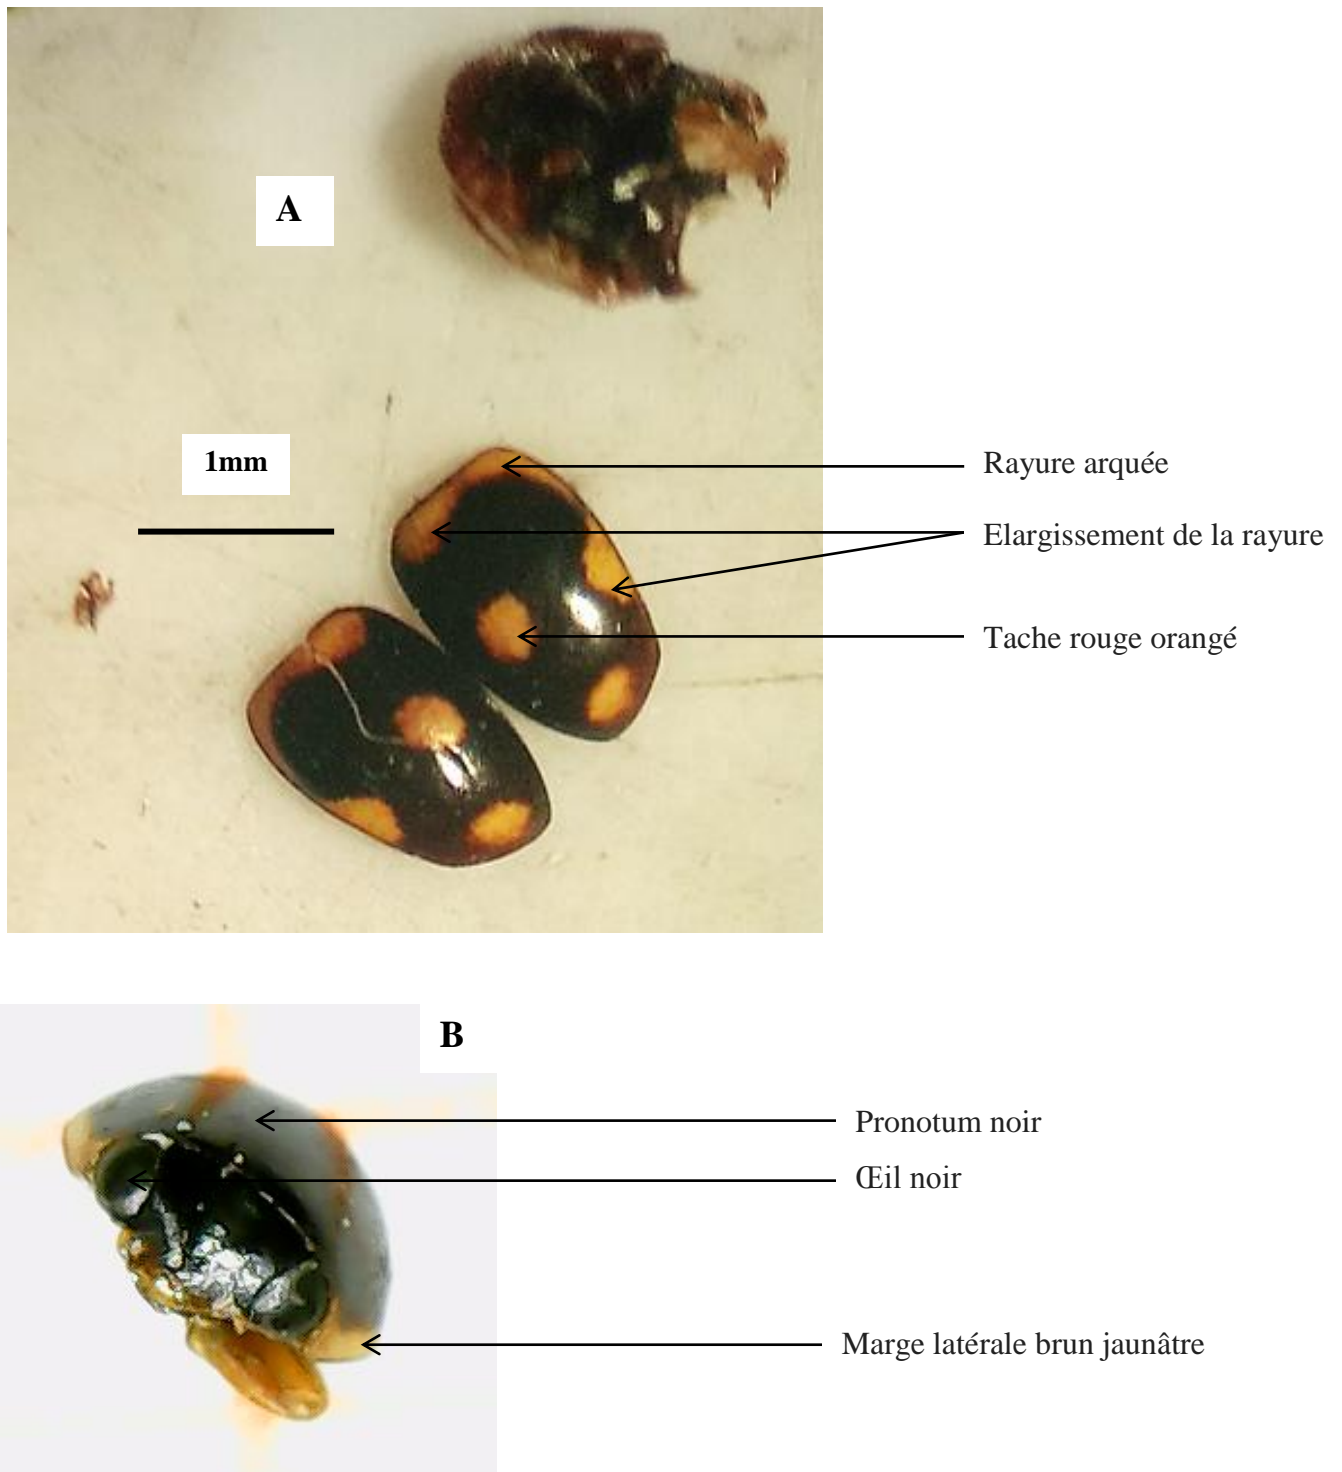 A
1mm
Rayure arquée
Elargissement de la rayure
Tache rouge orangé
B
Pronotum noir
Œil noir
Marge latérale brun jaunâtre